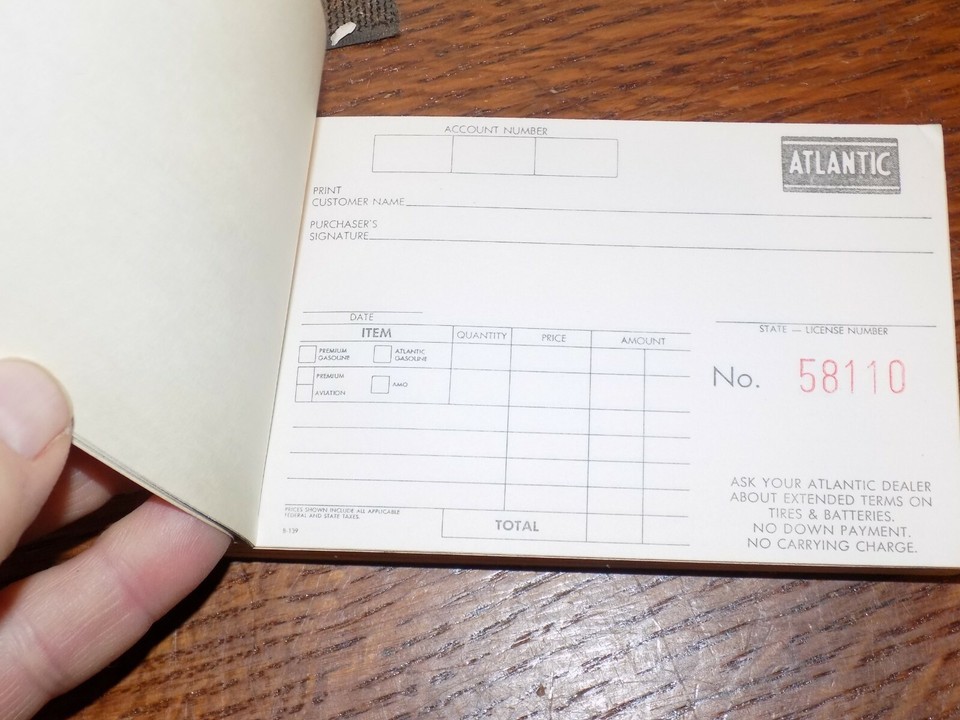 ACCOUNT NUMBER
ATLANTIC
PRINT
CUSTOMER NAME
PURCHASER'S
SIGNATURE
DATE
STATE — LICENSE NUMBER
ITEM QUANTITY PRICE AMOUNT
PREMIUM GASOLINE
ATLANTIC GASOLINE
PREMIUM
AVIATION
AMO
No. 58110
PRICES SHOWN INCLUDE ALL APPLICABLE
FEDERAL AND STATE TAXES.
6-139
TOTAL
ASK YOUR ATLANTIC DEALER
ABOUT EXTENDED TERMS ON
TIRES & BATTERIES.
NO DOWN PAYMENT.
NO CARRYING CHARGE.